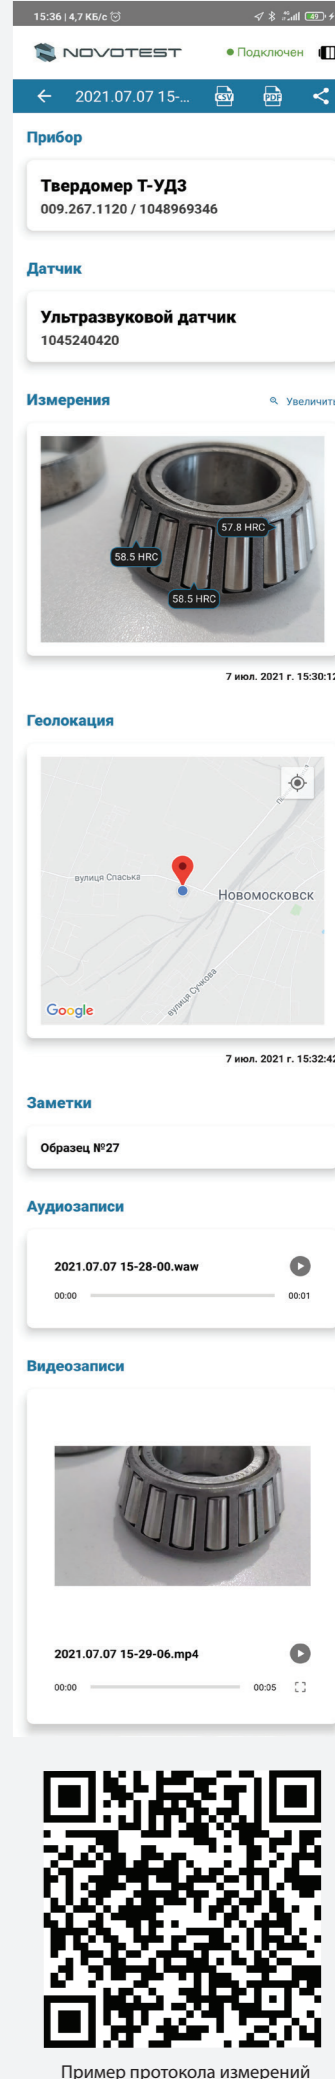 15:36 | 4,7 КБ/с
49
NOVOTEST
Подключен
2021.07.07 15-...
CSV
PDF
Прибор
Твердомер Т-УД3
009.267.1120 / 1048969346
Датчик
Ультразвуковой датчик
1045240420
Измерения
Увеличить
57.8 HRC
58.5 HRC
58.5 HRC
7 июл. 2021 г. 15:30:12
Геолокация
вулиця Спаська
Новомосковск
вулиця Сучкова
Google
7 июл. 2021 г. 15:32:42
Заметки
Образец №27
Аудиозаписи
2021.07.07 15-28-00.waw
00:00
00:01
Видеозаписи
2021.07.07 15-29-06.mp4
00:00
00:05
Пример протокола измерений